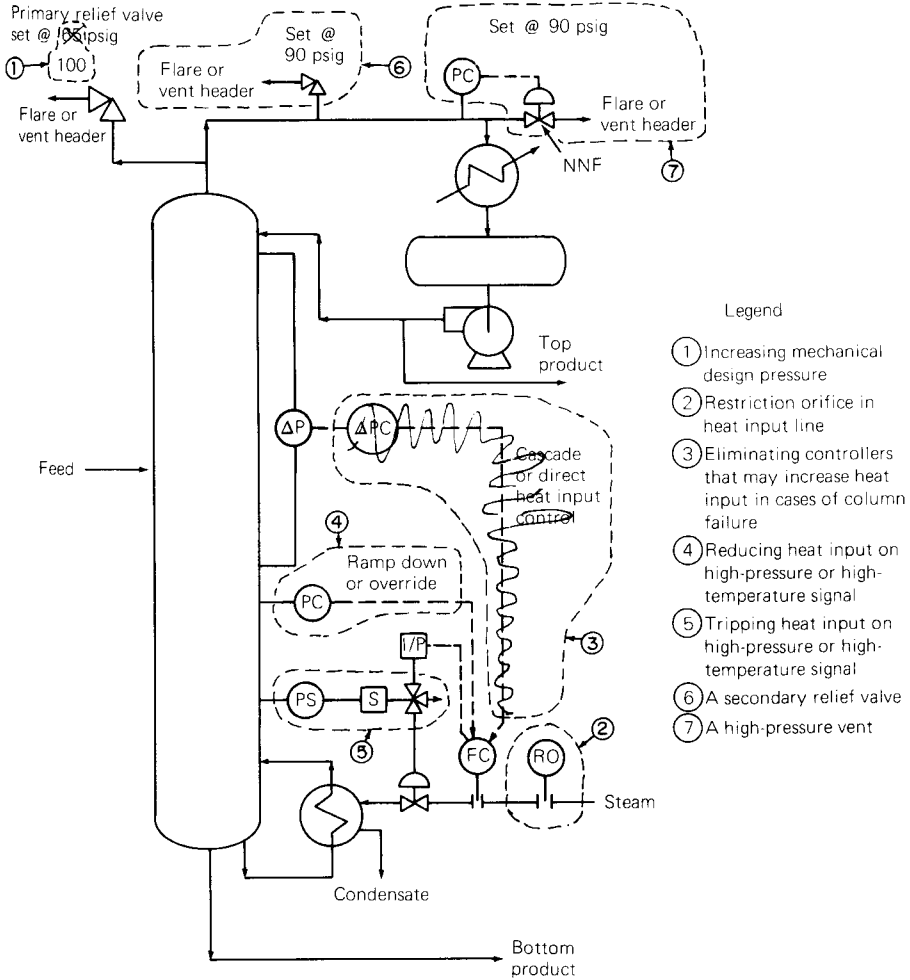 Primary relief valve
set @ psig
100
1
Flare or
vent header
Set @
90 psig
Flare or
vent header
6
Set @ 90 psig
PC
Flare or
vent header
NNF
7
Top
product
ΔP
ΔPC
Cascade
or direct
heat input
control
Feed
4
Ramp down
or override
PC
I/P
3
PS
S
5
FC
2
RO
Steam
Condensate
Bottom
product
Legend
1 Increasing mechanical
design pressure
2 Restriction orifice in
heat input line
3 Eliminating controllers
that may increase heat
input in cases of column
failure
4 Reducing heat input on
high-pressure or high-
temperature signal
5 Tripping heat input on
high-pressure or high-
temperature signal
6 A secondary relief valve
7 A high-pressure vent